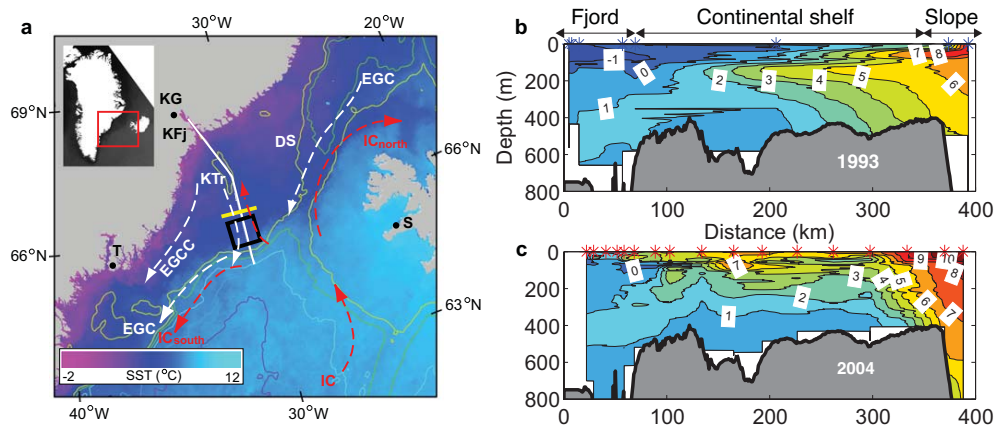 a
30°W
20°W
69°N
66°N
66°N
63°N
40°W
30°W
KG
KFj
KTr
DS
EGC
ICnorth
T
S
EGCC
EGC
ICsouth
IC
-2 SST (°C) 12
Fjord Continental shelf Slope
b
Depth (m)
0
200
400
600
800
-1 0 1 2 3 4 5 7 8 6
1993
0 100 200 300 400
Distance (km)
c
0
200
400
600
800
0 7 1 2 3 4 5 6 9 0 8 7
2004
0 100 200 300 400